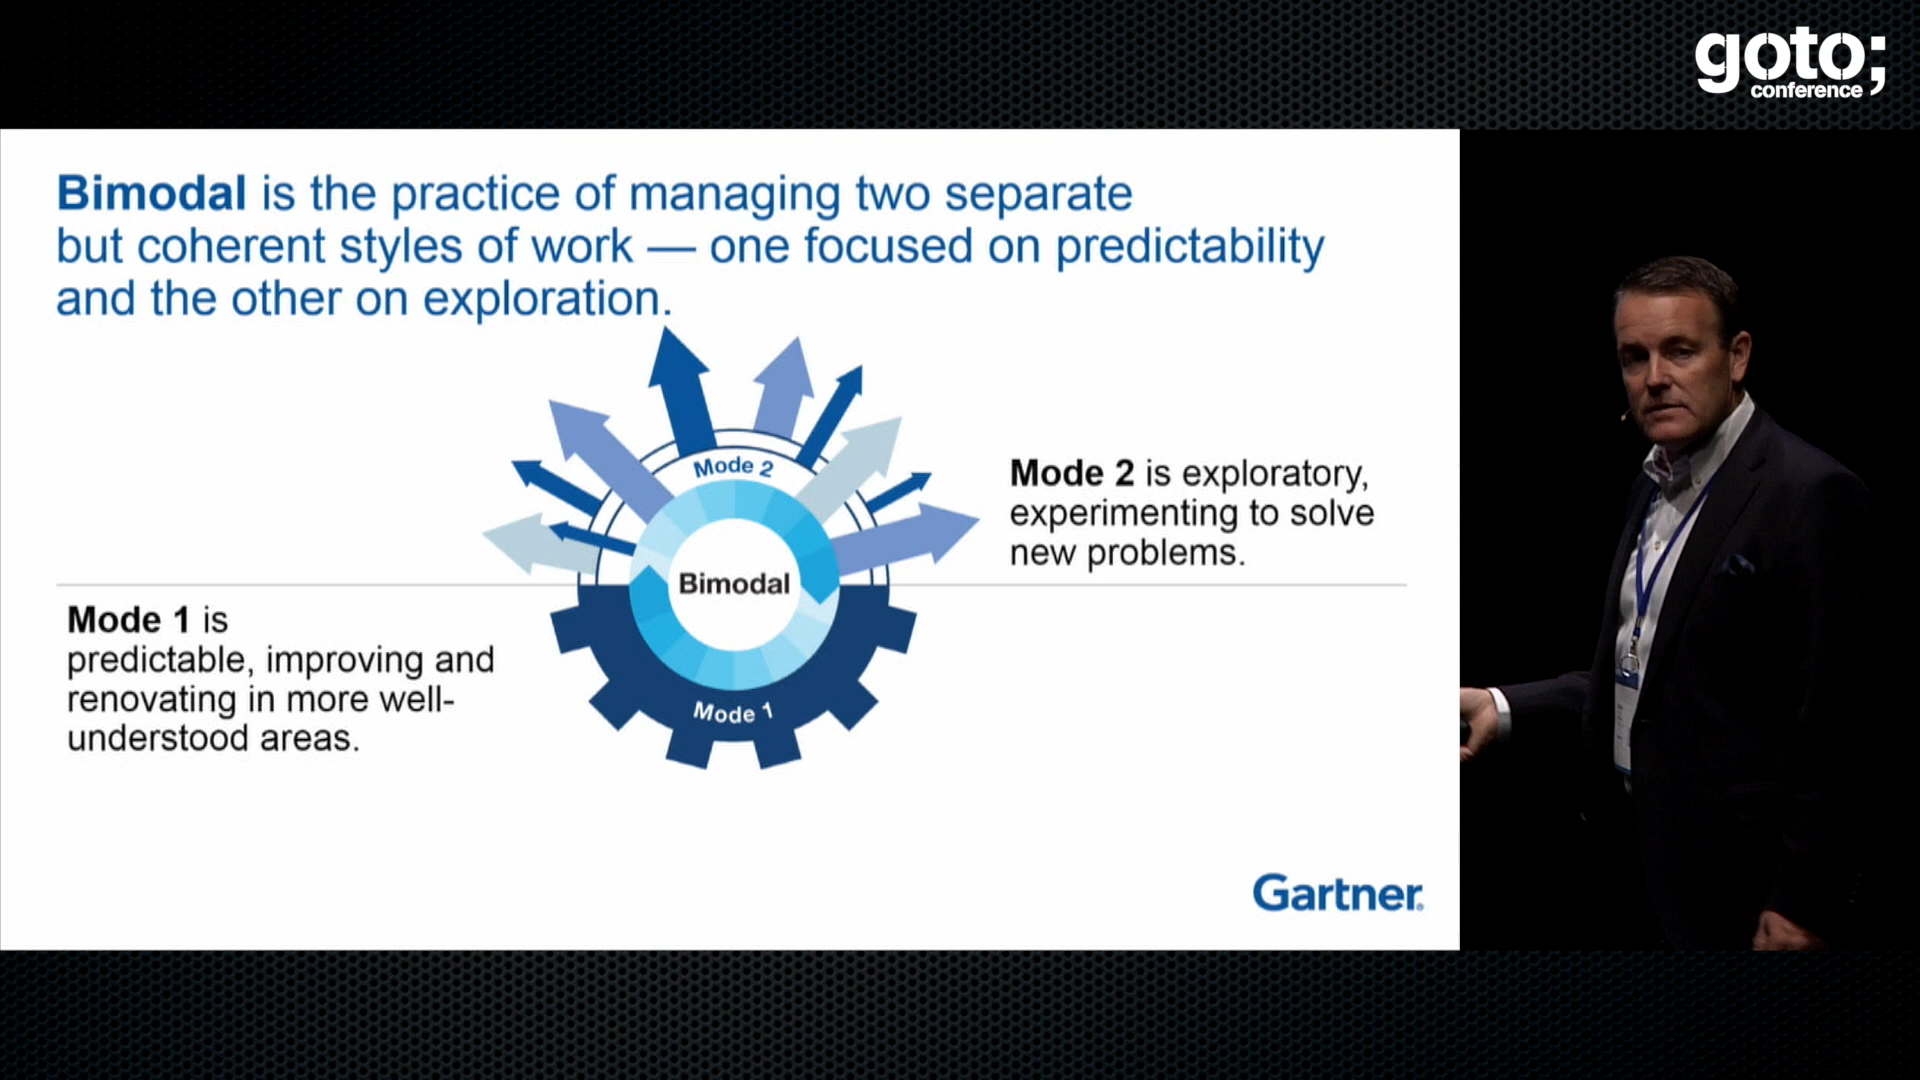 goto;
conference
Bimodal is the practice of managing two separate
but coherent styles of work — one focused on predictability
and the other on exploration.
Mode 2
Mode 2 is exploratory,
experimenting to solve
new problems.
Bimodal
Mode 1 is
predictable, improving and
renovating in more well-
understood areas.
Mode 1
Gartner®